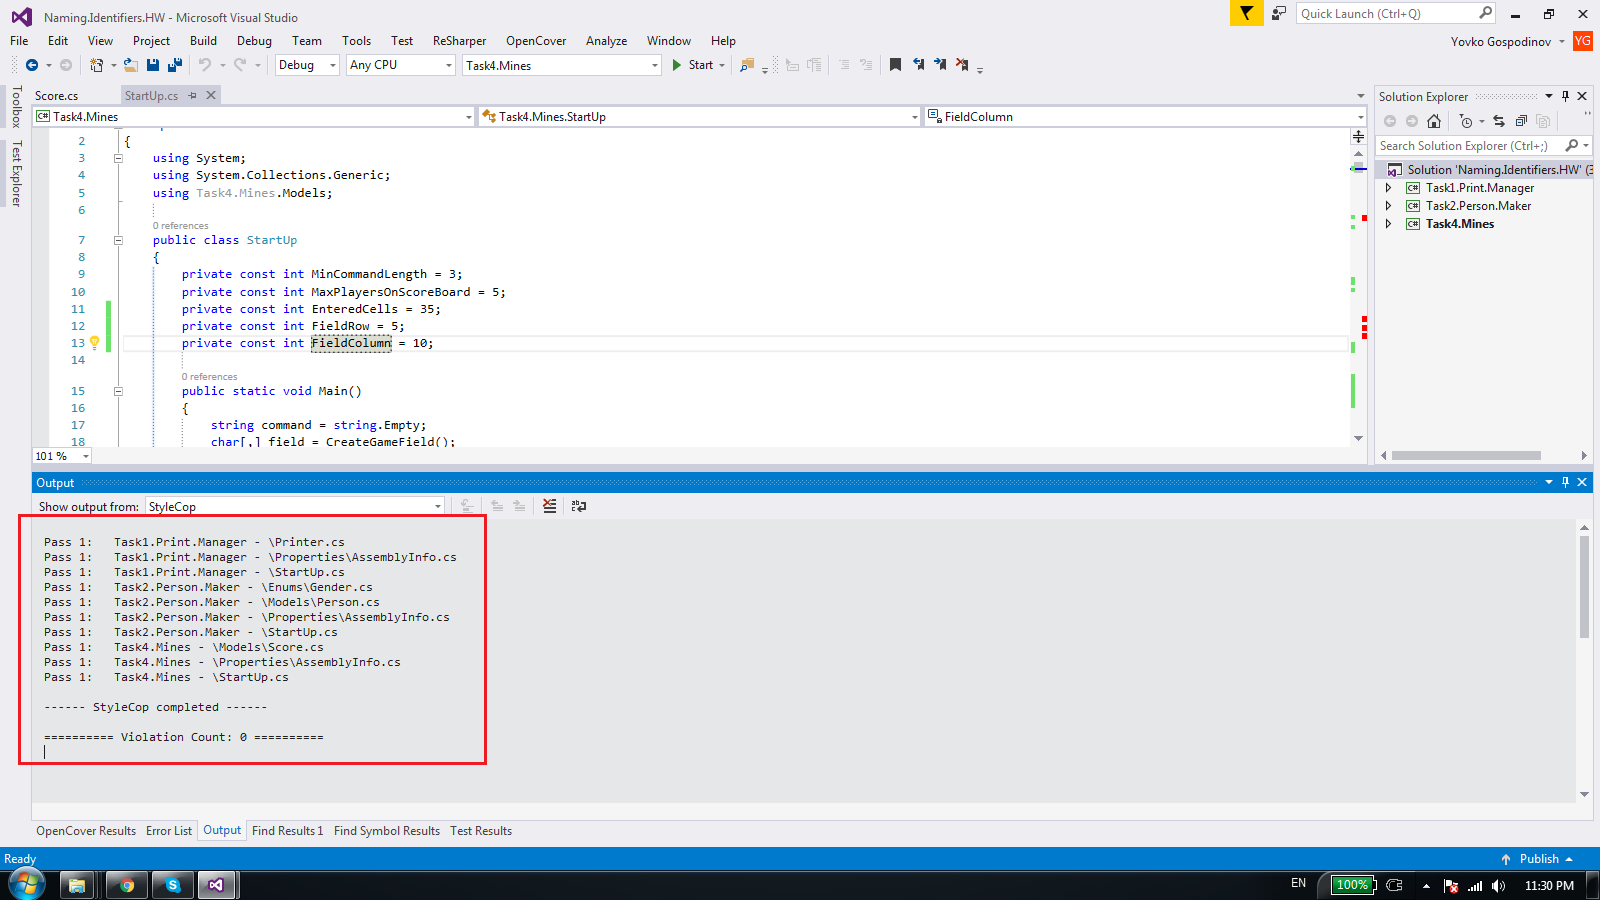 Naming.Identifiers.HW - Microsoft Visual Studio
Quick Launch (Ctrl+Q)
File Edit View Project Build Debug Team Tools Test ReSharper OpenCover Analyze Window Help
Yovko Gospodinov YG
Debug Any CPU Task4.Mines Start
Toolbox
Test Explorer
Score.cs StartUp.cs
Task4.Mines Task4.Mines.StartUp FieldColumn
2 {
3 using System;
4 using System.Collections.Generic;
5 using Task4.Mines.Models;
6
0 references
7 public class StartUp
8 {
9 private const int MinCommandLength = 3;
10 private const int MaxPlayersOnScoreBoard = 5;
11 private const int EnteredCells = 35;
12 private const int FieldRow = 5;
13 private const int FieldColumn = 10;
14
0 references
15 public static void Main()
16 {
17 string command = string.Empty;
18 char[,] field = CreateGameField();
101 %
Solution Explorer
Search Solution Explorer (Ctrl+;)
Solution 'Naming.Identifiers.HW' (3
C# Task1.Print.Manager
C# Task2.Person.Maker
C# Task4.Mines
Output
Show output from: StyleCop
Pass 1: Task1.Print.Manager - \Printer.cs
Pass 1: Task1.Print.Manager - \Properties\AssemblyInfo.cs
Pass 1: Task1.Print.Manager - \StartUp.cs
Pass 1: Task2.Person.Maker - \Enums\Gender.cs
Pass 1: Task2.Person.Maker - \Models\Person.cs
Pass 1: Task2.Person.Maker - \Properties\AssemblyInfo.cs
Pass 1: Task2.Person.Maker - \StartUp.cs
Pass 1: Task4.Mines - \Models\Score.cs
Pass 1: Task4.Mines - \Properties\AssemblyInfo.cs
Pass 1: Task4.Mines - \StartUp.cs
------ StyleCop completed ------
========== Violation Count: 0 ==========
OpenCover Results Error List Output Find Results 1 Find Symbol Results Test Results
Ready
Publish
EN 100% 11:30 PM